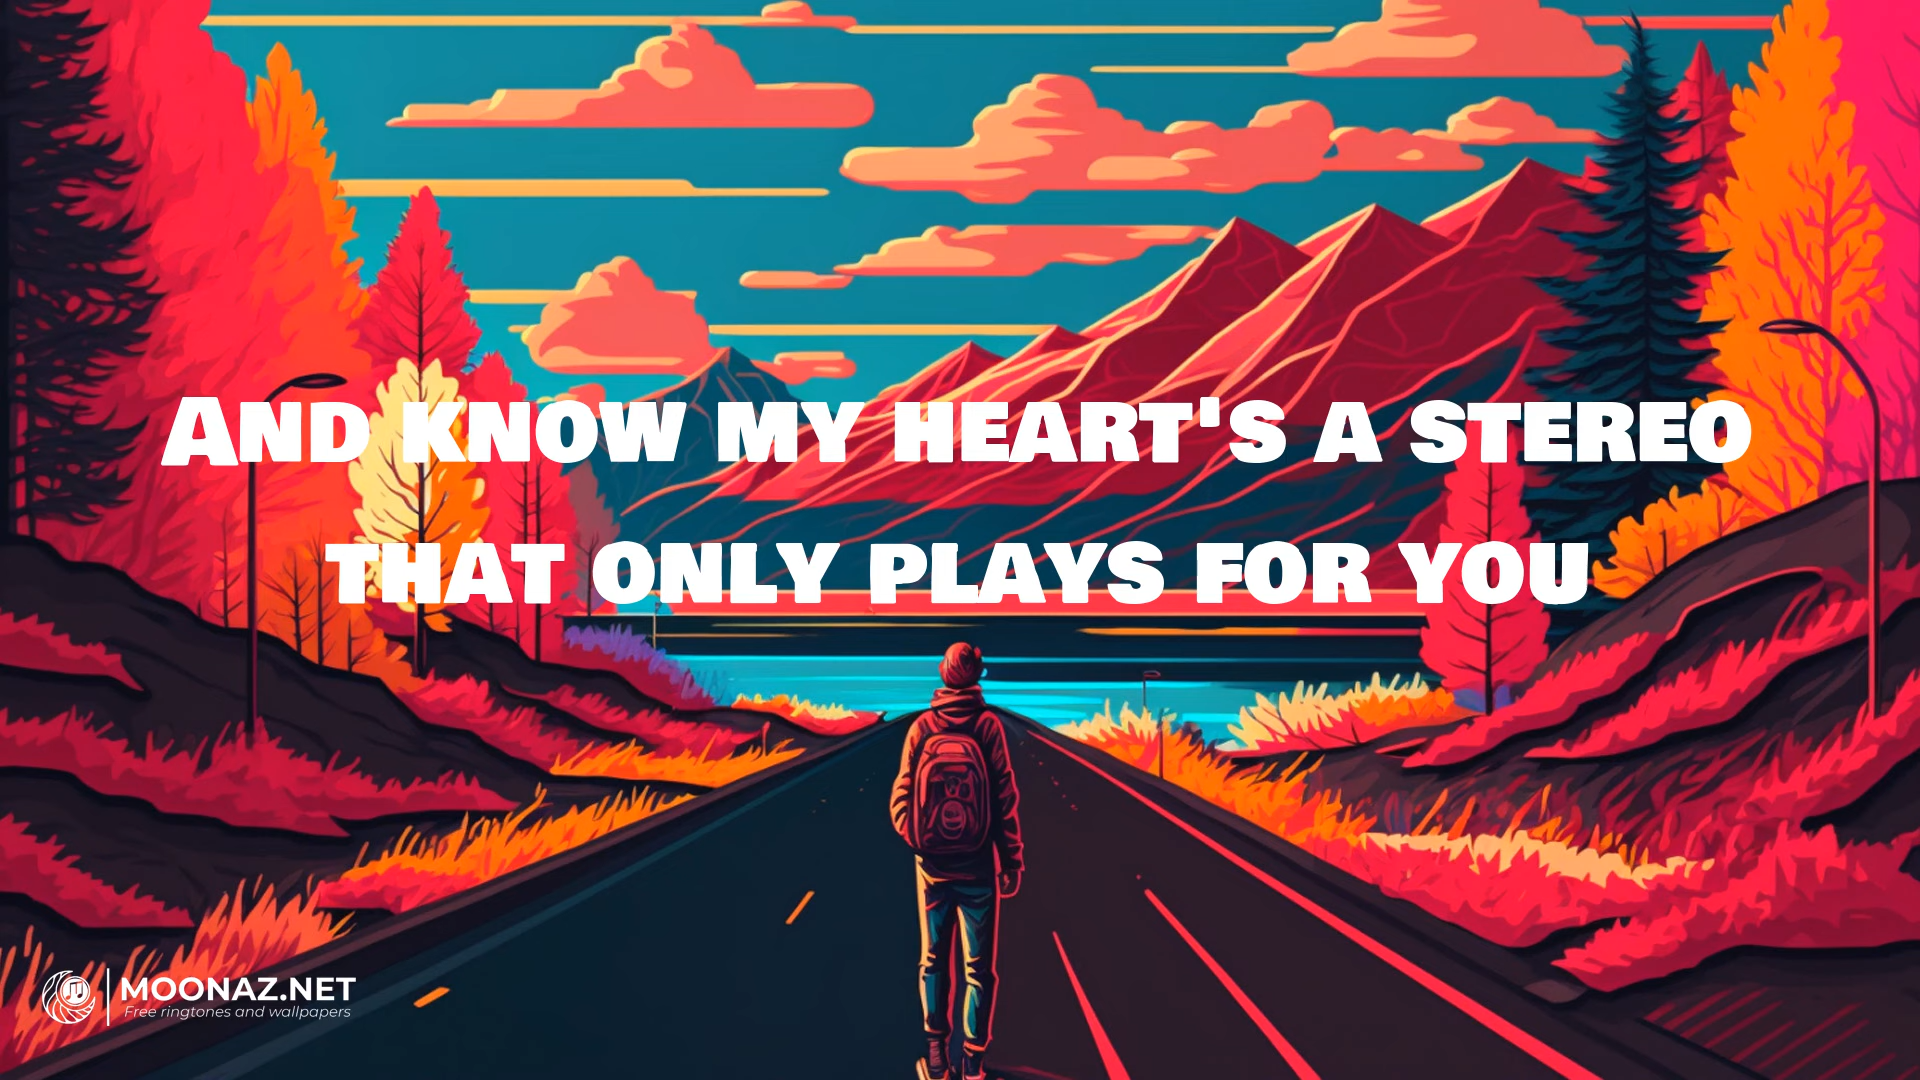 And know my heart's a stereo
that only plays for you
MOONAZ.NET
Free ringtones and wallpapers